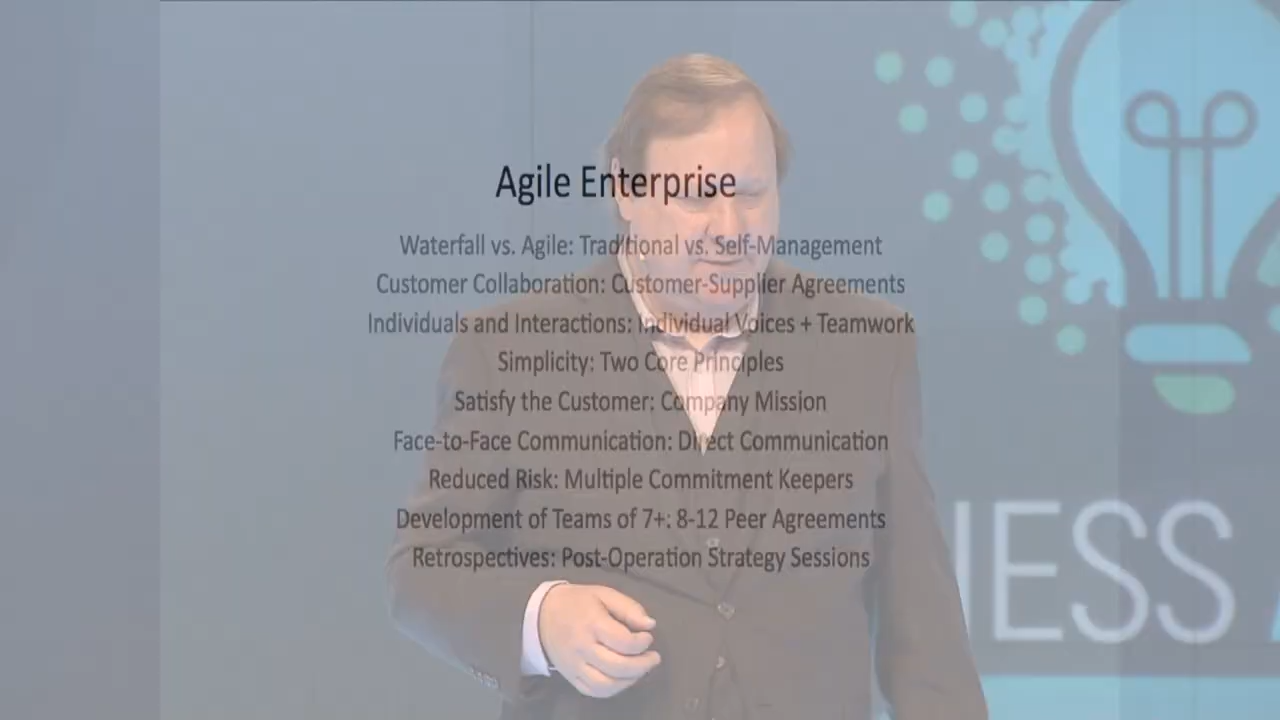 Agile Enterprise
Waterfall vs. Agile: Traditional vs. Self-Management
Customer Collaboration: Customer-Supplier Agreements
Individuals and Interactions: Individual Voices + Teamwork
Simplicity: Two Core Principles
Satisfy the Customer: Company Mission
Face-to-Face Communication: Direct Communication
Reduced Risk: Multiple Commitment Keepers
Development of Teams of 7+: 8-12 Peer Agreements
Retrospectives: Post-Operation Strategy Sessions